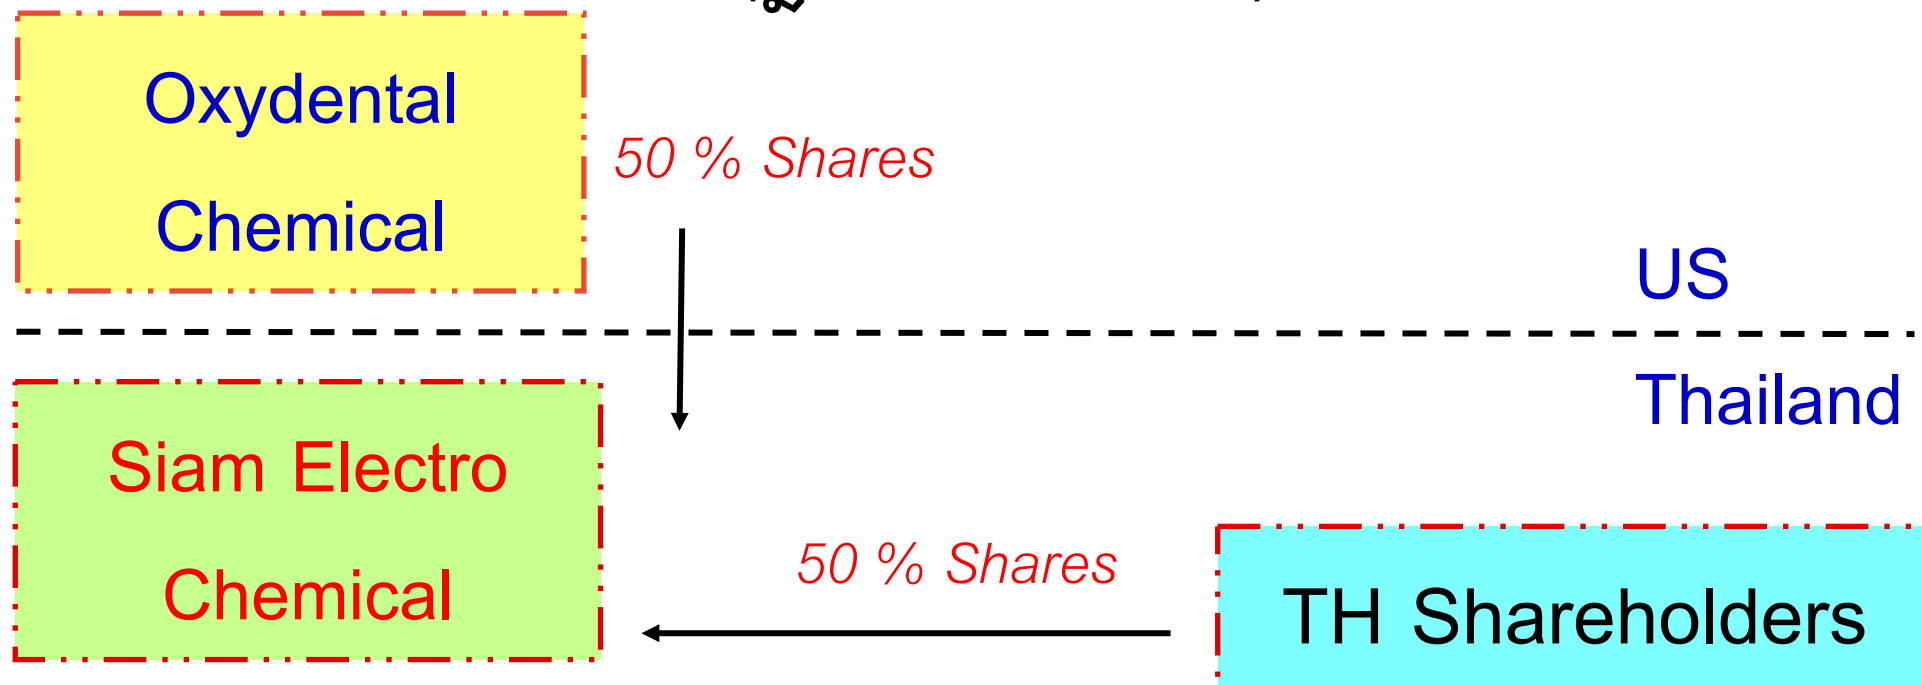 Oxydental
Chemical
50 % Shares
US
Thailand
Siam Electro
Chemical
50 % Shares
TH Shareholders